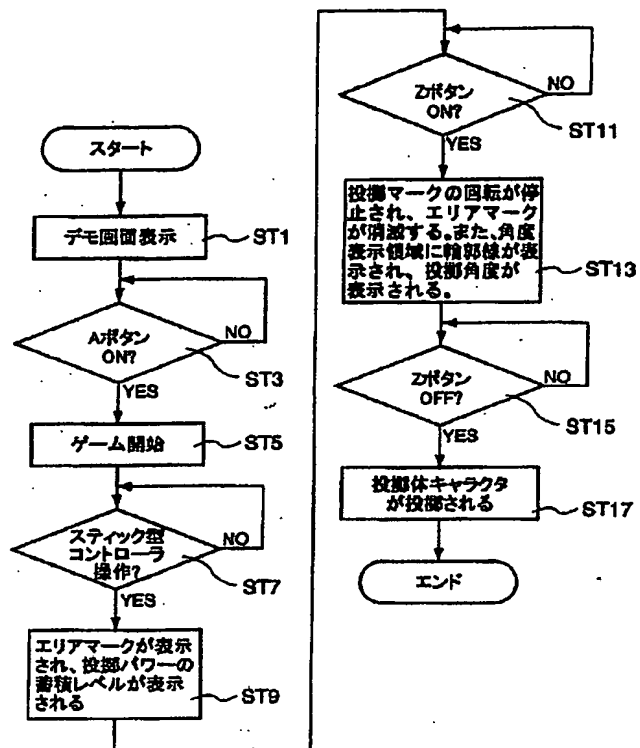 スタート
デモ画面表示
ST1
Aボタン
ON?
NO
ST3
YES
ゲーム開始
ST5
スティック型
コントローラ
操作?
NO
ST7
YES
エリアマークが表示
され、投擲パワーの
蓄積レベルが表示
される
ST9
Zボタン
ON?
NO
ST11
YES
投擲マークの回転が停
止され、エリアマーク
が消滅する。また、角度
表示領域に輪郭線が表
示され、投擲角度が
表示される。
ST13
Zボタン
OFF?
NO
ST15
YES
投擲体キャラクタ
が投擲される
ST17
エンド